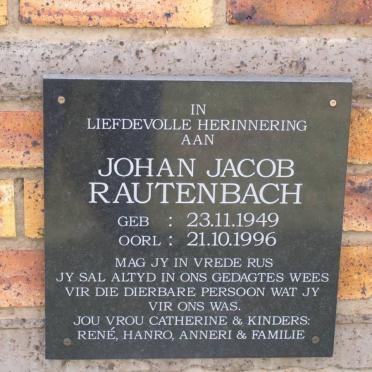 IN
LIEFDEVOLLE HERINNERING
AAN
JOHAN JACOB
RAUTENBACH
GEB : 23.11.1949
OORL : 21.10.1996
MAG JY IN VREDE RUS
JY SAL ALTYD IN ONS GEDAGTES WEES
VIR DIE DIERBARE PERSOON WAT JY
VIR ONS WAS.
JOU VROU CATHERINE & KINDERS:
RENÉ, HANRO, ANNERI & FAMILIE